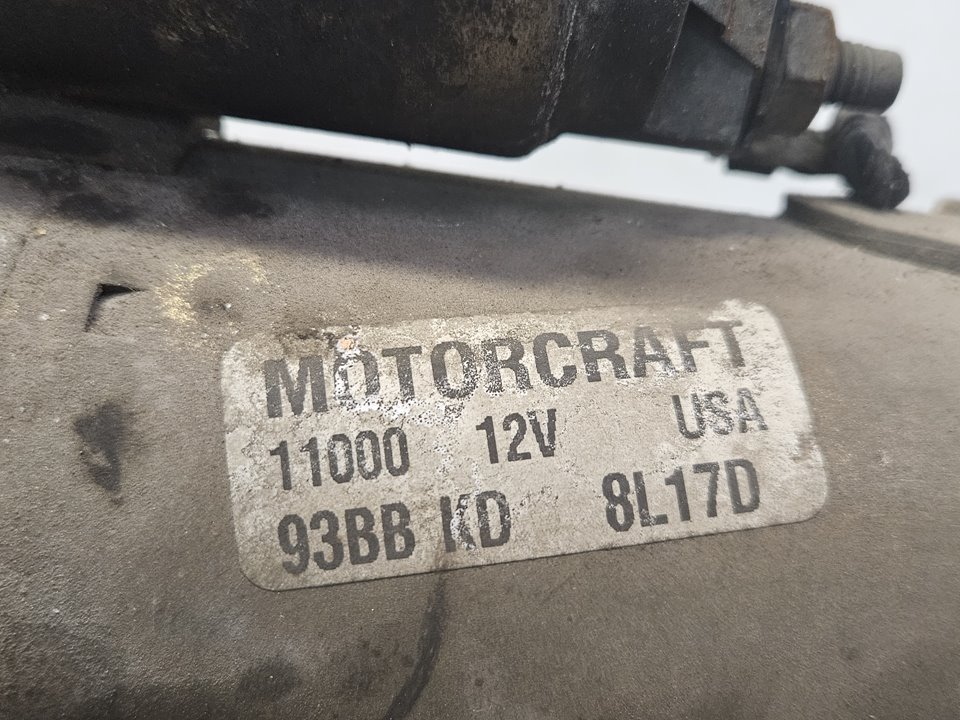 MOTORCRAFT
11000 12V USA
93BB KD 8L17D